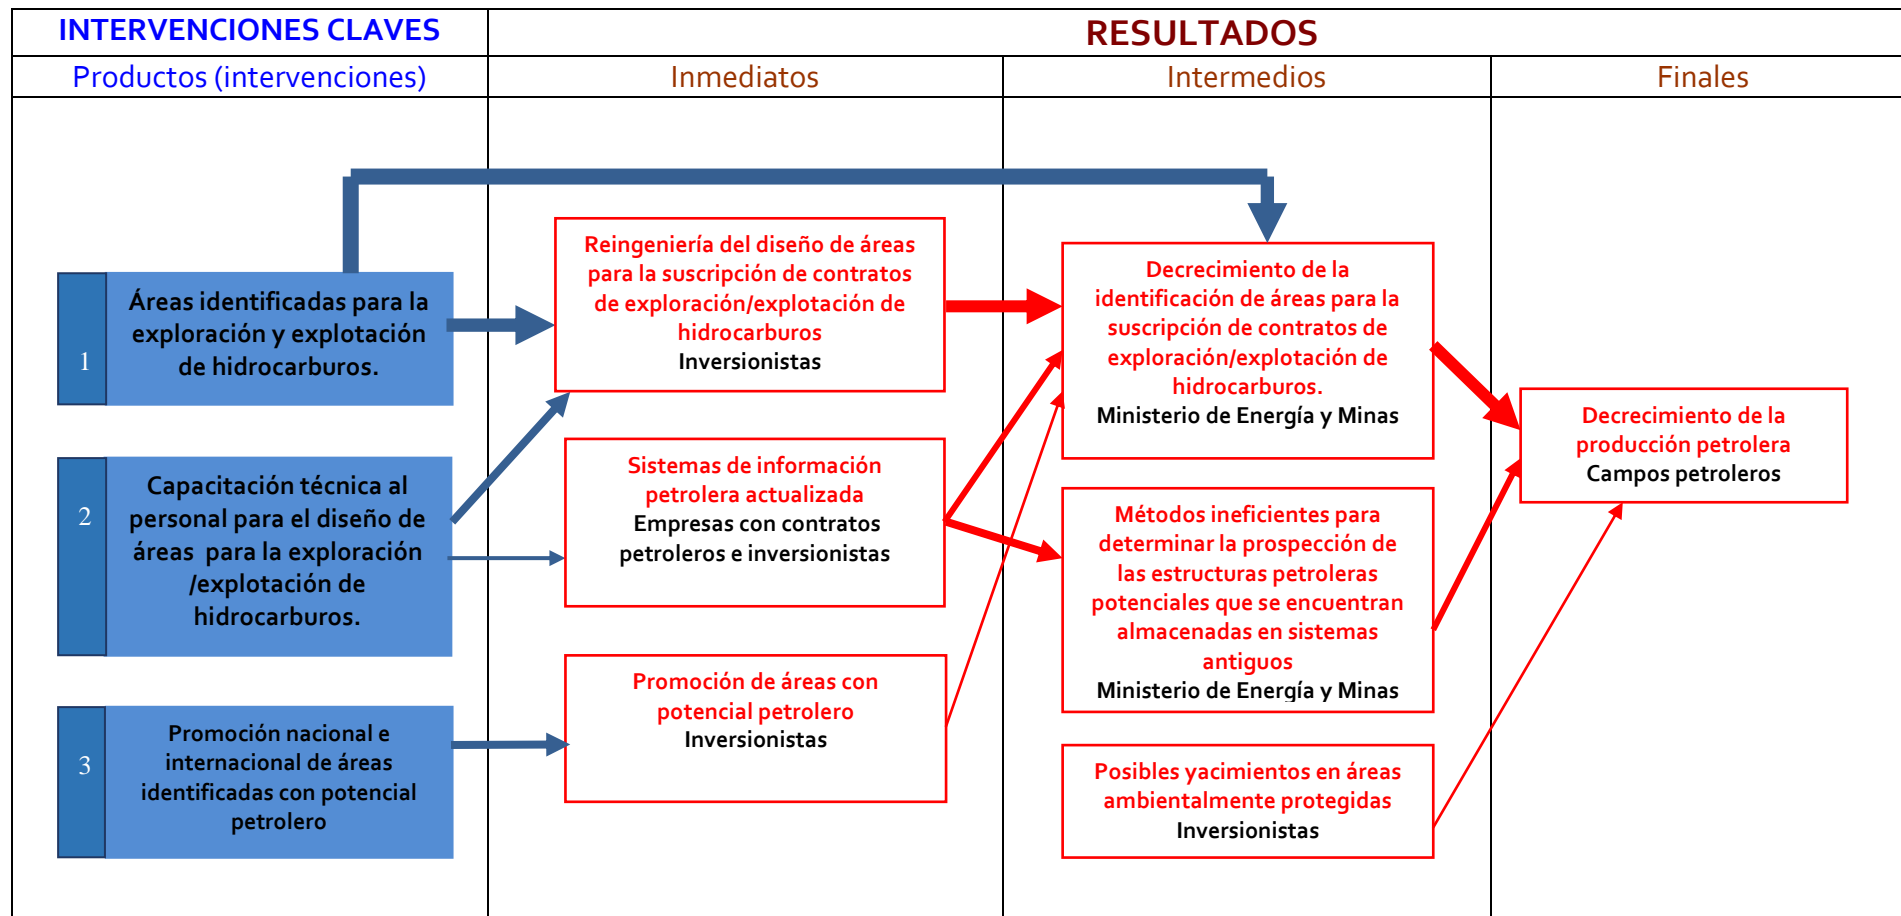 INTERVENCIONES CLAVES
RESULTADOS
Productos (intervenciones)
Inmediatos
Intermedios
Finales
1
Áreas identificadas para la
exploración y explotación
de hidrocarburos.
2
Capacitación técnica al
personal para el diseño de
áreas para la exploración
/explotación de
hidrocarburos.
3
Promoción nacional e
internacional de áreas
identificadas con potencial
petrolero
Reingeniería del diseño de áreas
para la suscripción de contratos
de exploración/explotación de
hidrocarburos
Inversionistas
Sistemas de información
petrolera actualizada
Empresas con contratos
petroleros e inversionistas
Promoción de áreas con
potencial petrolero
Inversionistas
Decrecimiento de la
identificación de áreas para la
suscripción de contratos de
exploración/explotación de
hidrocarburos.
Ministerio de Energía y Minas
Métodos ineficientes para
determinar la prospección de
las estructuras petroleras
potenciales que se encuentran
almacenadas en sistemas
antiguos
Ministerio de Energía y Minas
Posibles yacimientos en áreas
ambientalmente protegidas
Inversionistas
Decrecimiento de la
producción petrolera
Campos petroleros